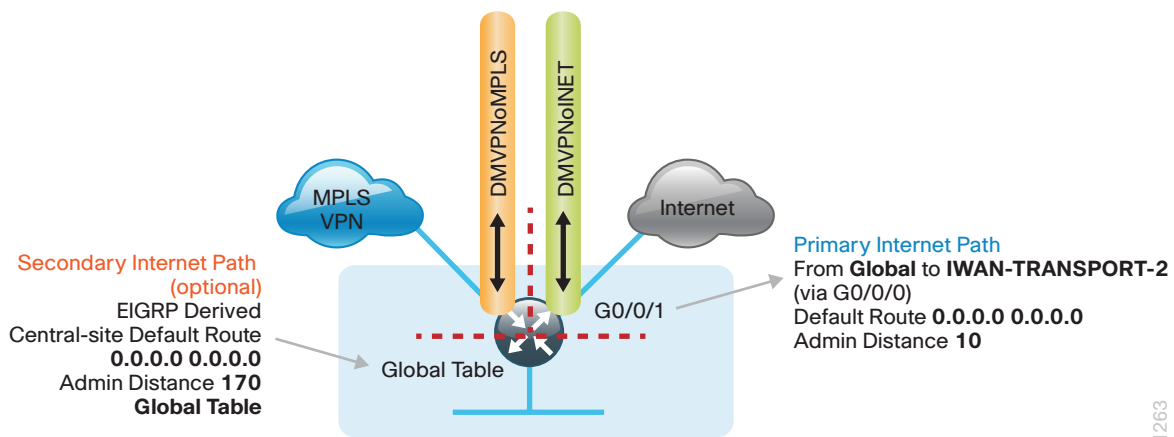 DMVPNoMPLS
DMVPNoINET
MPLS
VPN
Internet
Secondary Internet Path
(optional)
EIGRP Derived
Central-site Default Route
0.0.0.0 0.0.0.0
Admin Distance 170
Global Table
Global Table
G0/0/1
Primary Internet Path
From Global to IWAN-TRANSPORT-2
(via G0/0/0)
Default Route 0.0.0.0 0.0.0.0
Admin Distance 10
1263